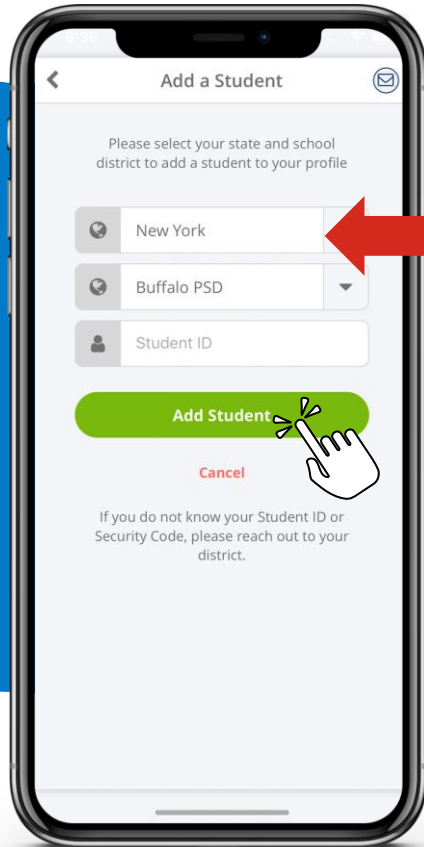 Add a Student
Please select your state and school
district to add a student to your profile
New York
Buffalo PSD
Student ID
Add Student
Cancel
If you do not know your Student ID or
Security Code, please reach out to your
district.